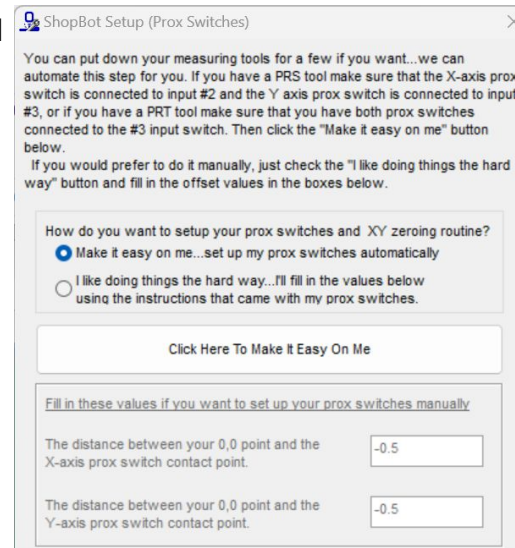 ShopBot Setup (Prox Switches)
You can put down your measuring tools for a few if you want...we can
automate this step for you. If you have a PRS tool make sure that the X-axis prox
switch is connected to input #2 and the Y axis prox switch is connected to input
#3, or if you have a PRT tool make sure that you have both prox switches
connected to the #3 input switch. Then click the "Make it easy on me" button
below.
If you would prefer to do it manually, just check the "I like doing things the hard
way" button and fill in the offset values in the boxes below.
How do you want to setup your prox switches and XY zeroing routine?
Make it easy on me...set up my prox switches automatically
I like doing things the hard way...I'll fill in the values below
using the instructions that came with my prox switches.
Click Here To Make It Easy On Me
Fill in these values if you want to set up your prox switches manually
The distance between your 0,0 point and the
X-axis prox switch contact point.
-0.5
The distance between your 0,0 point and the
Y-axis prox switch contact point.
-0.5